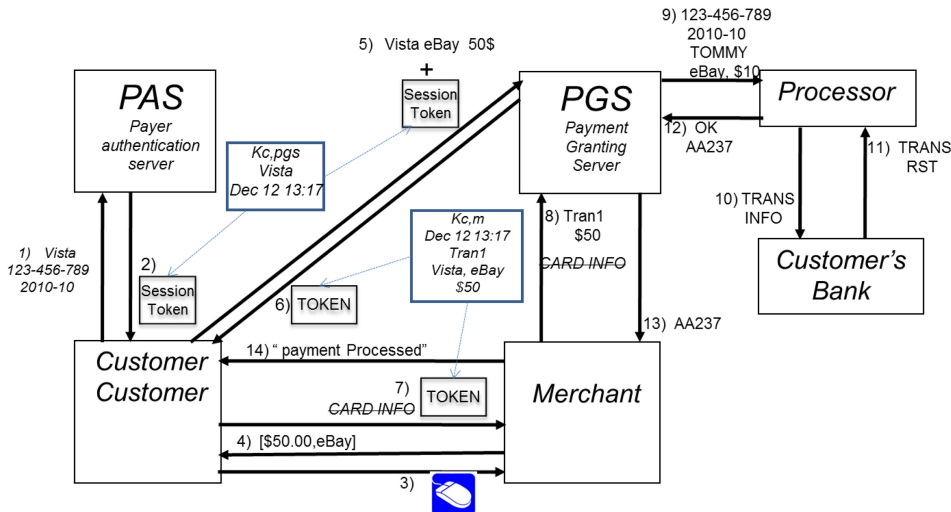 PAS
Payer
authentication
server
5) Vista eBay 50$
+
Session
Token
PGS
Payment
Granting
Server
9) 123-456-789
2010-10
TOMMY
eBay, $10
Processor
12) OK
AA237
11) TRANS
RST
10) TRANS
INFO
Customer's
Bank
Kc,pgs
Vista
Dec 12 13:17
1) Vista
123-456-789
2010-10
2)
Session
Token
Kc,m
Dec 12 13:17
Tran1
Vista, eBay
$50
8) Tran1
$50
CARD INFO
6)
TOKEN
13) AA237
Customer
Customer
14) “ payment Processed”
7)
TOKEN
CARD INFO
Merchant
4) [$50.00,eBay]
3)